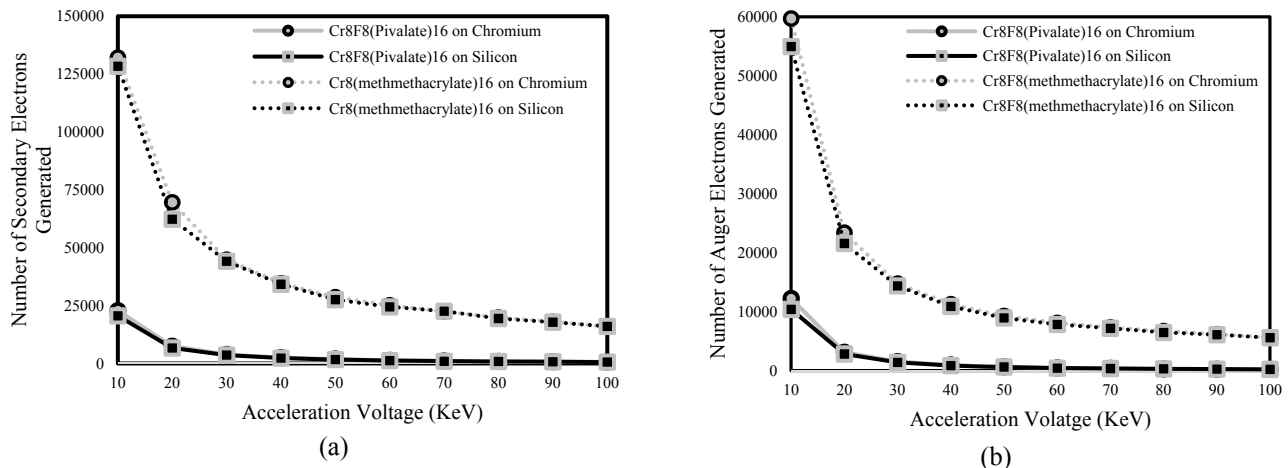 150000
125000
100000
75000
50000
25000
0
Number of Secondary Electrons
Generated
Cr8F8(Pivalate)16 on Chromium
Cr8F8(Pivalate)16 on Silicon
Cr8(methmethacrylate)16 on Chromium
Cr8(methmethacrylate)16 on Silicon
10 20 30 40 50 60 70 80 90 100
Acceleration Voltage (KeV)
(a)
60000
50000
40000
30000
20000
10000
0
Number of Auger Electrons Generated
Cr8F8(Pivalate)16 on Chromium
Cr8F8(Pivalate)16 on Silicon
Cr8F8(methmethacrylate)16 on Chromium
Cr8F8(methmethacrylate)16 on Silicon
10 20 30 40 50 60 70 80 90 100
Acceleration Volatge (KeV)
(b)